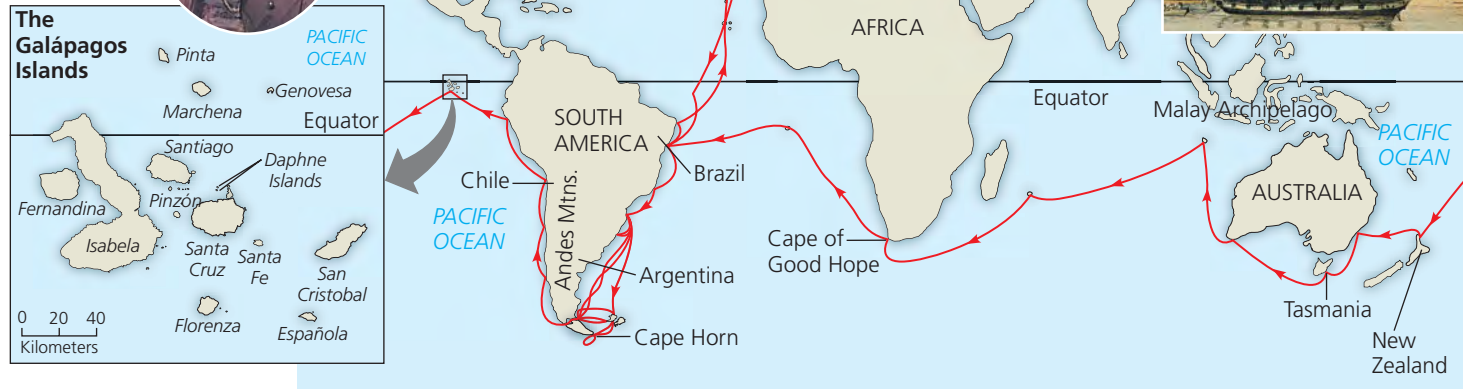 The
Galápagos
Islands
PACIFIC
OCEAN
Pinta
Marchena
Genovesa
Equator
Santiago
Daphne
Islands
Pinzón
Fernandina
Isabela
Santa
Cruz
Santa
Fe
San
Cristobal
Florenza
Española
0 20 40
Kilometers
AFRICA
SOUTH
AMERICA
Equator
Malay Archipelago
PACIFIC
OCEAN
Chile
Brazil
PACIFIC
OCEAN
Andes Mtns.
AUSTRALIA
Cape of
Good Hope
Argentina
Tasmania
Cape Horn
New
Zealand